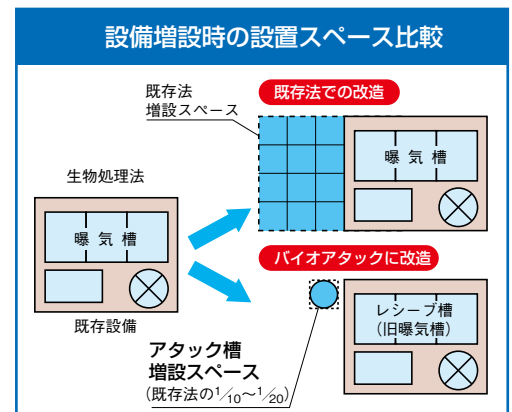 設備増設時の設置スペース比較
既存法
増設スペース
既存法での改造
曝気槽
生物処理法
曝気槽
既存設備
バイオアタックに改造
レシーブ槽
(旧曝気槽)
アタック槽
増設スペース
(既存法の1/10〜1/20)